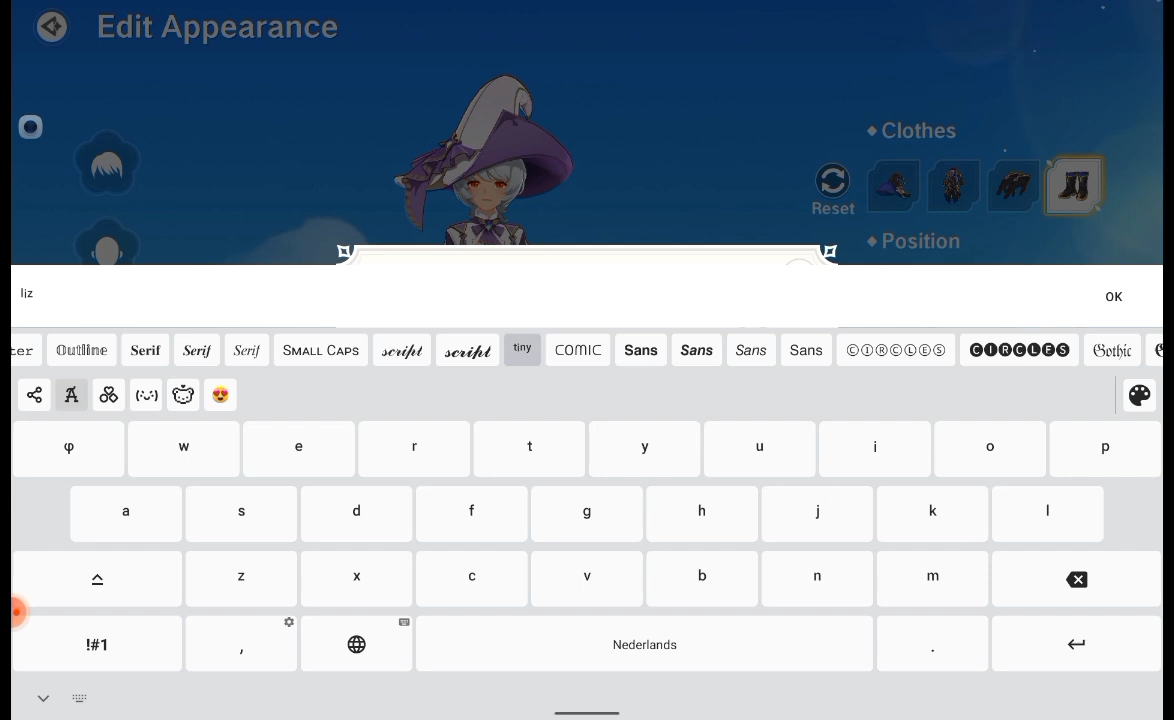 Edit Appearance
Clothes
Reset
Position
ˡⁱᶻ
OK
ter 𝕆𝕦𝕥𝕝𝕚𝕟𝕖 Serif Serif Serif SMALL CAPS script script tiny COMIC Sans Sans Sans Sans ⒸⒾⓇⒸⓁⒺⓈ 🅒🅘🅡🅒🅛🅔🅢 Gothic
φ w e r t y u i o p
a s d f g h j k l
z x c v b n m
!#1 , Nederlands .